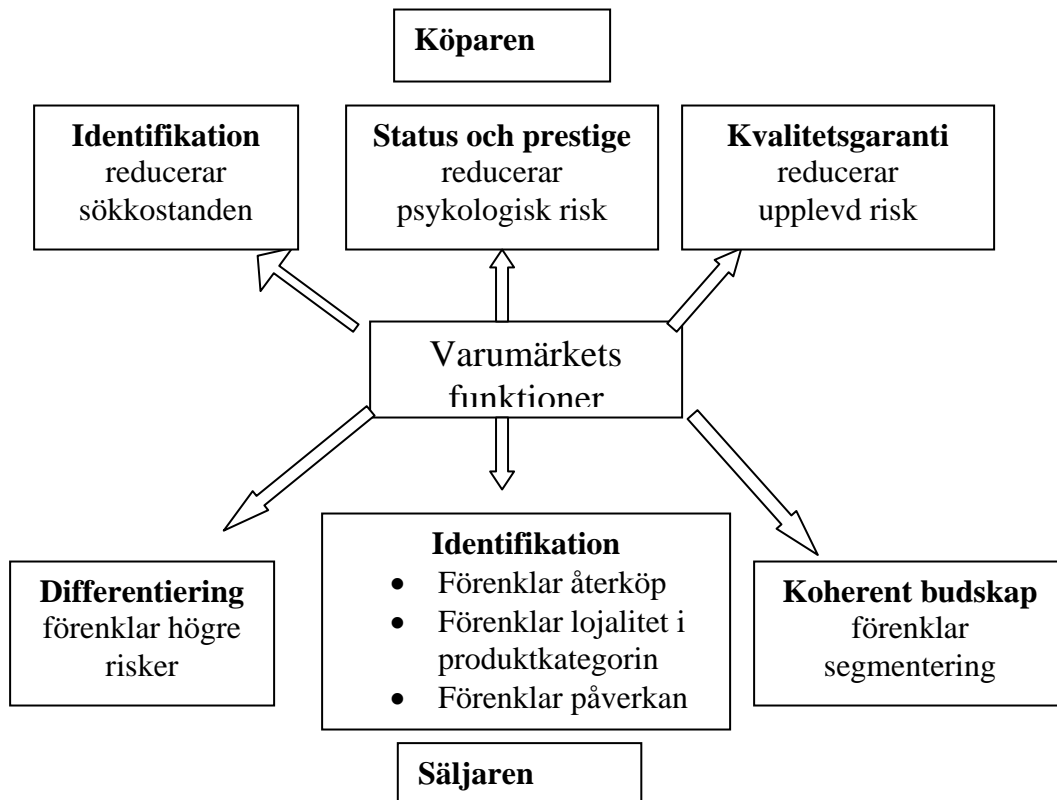 Köparen
Identifikation
reducerar
sökkostanden
Status och prestige
reducerar
psykologisk risk
Kvalitetsgaranti
reducerar
upplevd risk
Varumärkets
funktioner
Differentiering
förenklar högre
risker
Identifikation
• Förenklar återköp
• Förenklar lojalitet i
produktkategorin
• Förenklar påverkan
Koherent budskap
förenklar
segmentering
Säljaren